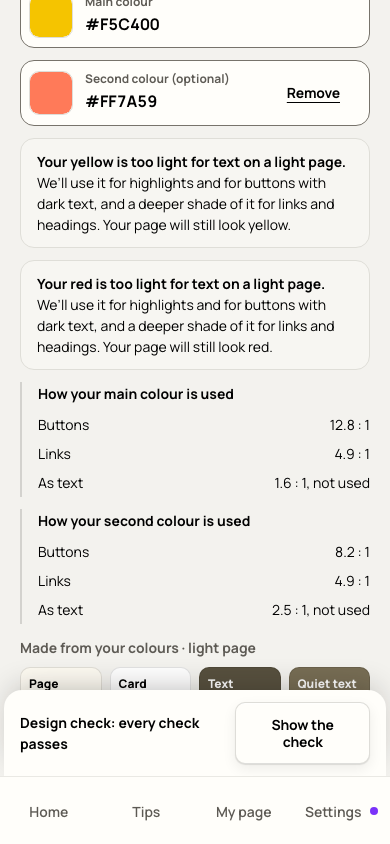 Main colour
#F5C400
Second colour (optional)
#FF7A59
Remove
Your yellow is too light for text on a light page.
We'll use it for highlights and for buttons with
dark text, and a deeper shade of it for links and
headings. Your page will still look yellow.
Your red is too light for text on a light page.
We'll use it for highlights and for buttons with
dark text, and a deeper shade of it for links and
headings. Your page will still look red.
How your main colour is used
Buttons 12.8 : 1
Links 4.9 : 1
As text 1.6 : 1, not used
How your second colour is used
Buttons 8.2 : 1
Links 4.9 : 1
As text 2.5 : 1, not used
Made from your colours · light page
Page Card Text Quiet text
Design check: every check
passes
Show the
check
Home Tips My page Settings